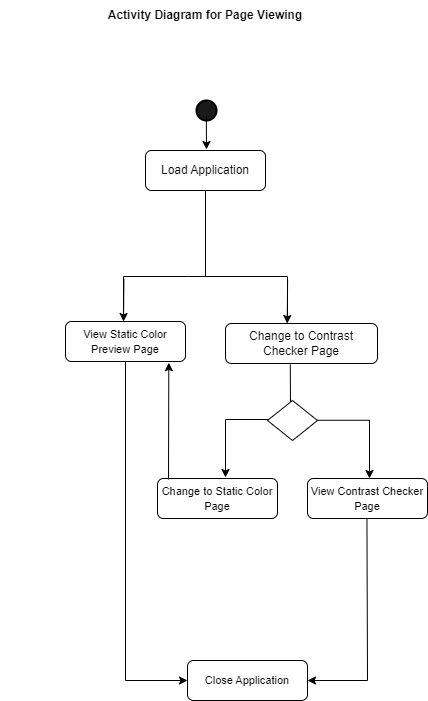 Activity Diagram for Page Viewing
Load Application
View Static Color
Preview Page
Change to Contrast
Checker Page
Change to Static Color
Page
View Contrast Checker
Page
Close Application